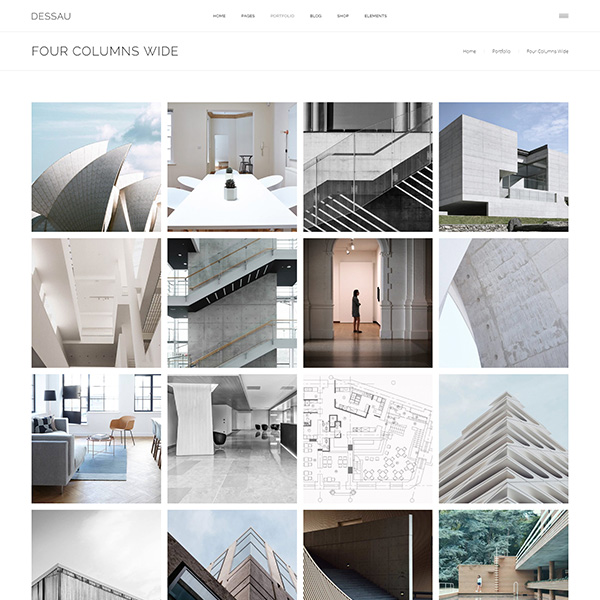 DESSAU
HOME PAGES PORTFOLIO BLOG SHOP ELEMENTS
FOUR COLUMNS WIDE
Home Portfolio Four Columns Wide